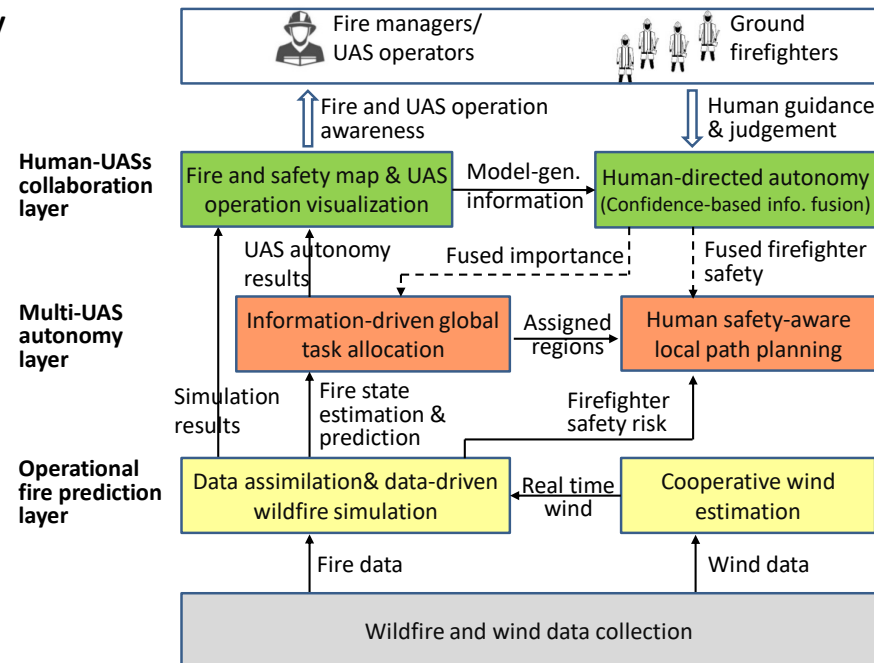 y
Fire managers/
UAS operators
Ground
firefighters
Fire and UAS operation
awareness
Human guidance
& judgement
Human-UASs
collaboration
layer
Fire and safety map & UAS
operation visualization
Model-gen.
information
Human-directed autonomy
(Confidence-based info. fusion)
UAS autonomy
results
Fused importance
Fused firefighter
safety
Multi-UAS
autonomy
layer
Information-driven global
task allocation
Assigned
regions
Human safety-aware
local path planning
Simulation
results
Fire state
estimation &
prediction
Firefighter
safety risk
Operational
fire prediction
layer
Data assimilation& data-driven
wildfire simulation
Real time
wind
Cooperative wind
estimation
Fire data
Wind data
Wildfire and wind data collection